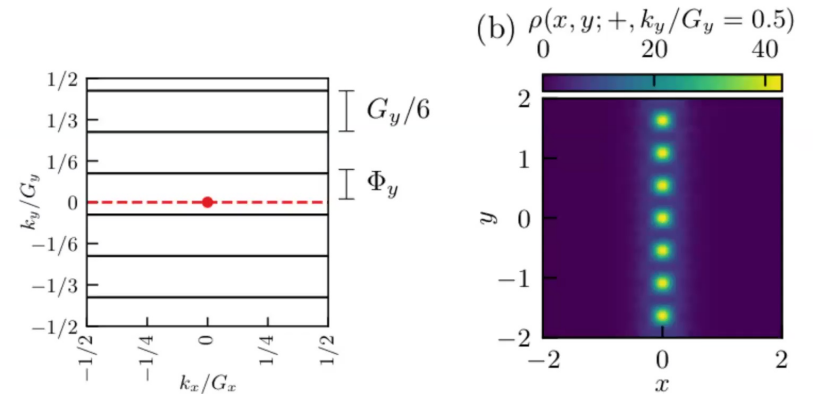 1/2
1/3
1/6
0
−1/6
−1/3
−1/2
k_y/G_y
−1/2
−1/4
0
1/4
1/2
k_x/G_x
G_y/6
Φ_y
(b) ρ(x, y; +, k_y/G_y = 0.5)
0 20 40
2
1
0
−1
−2
y
−2 0 2
x